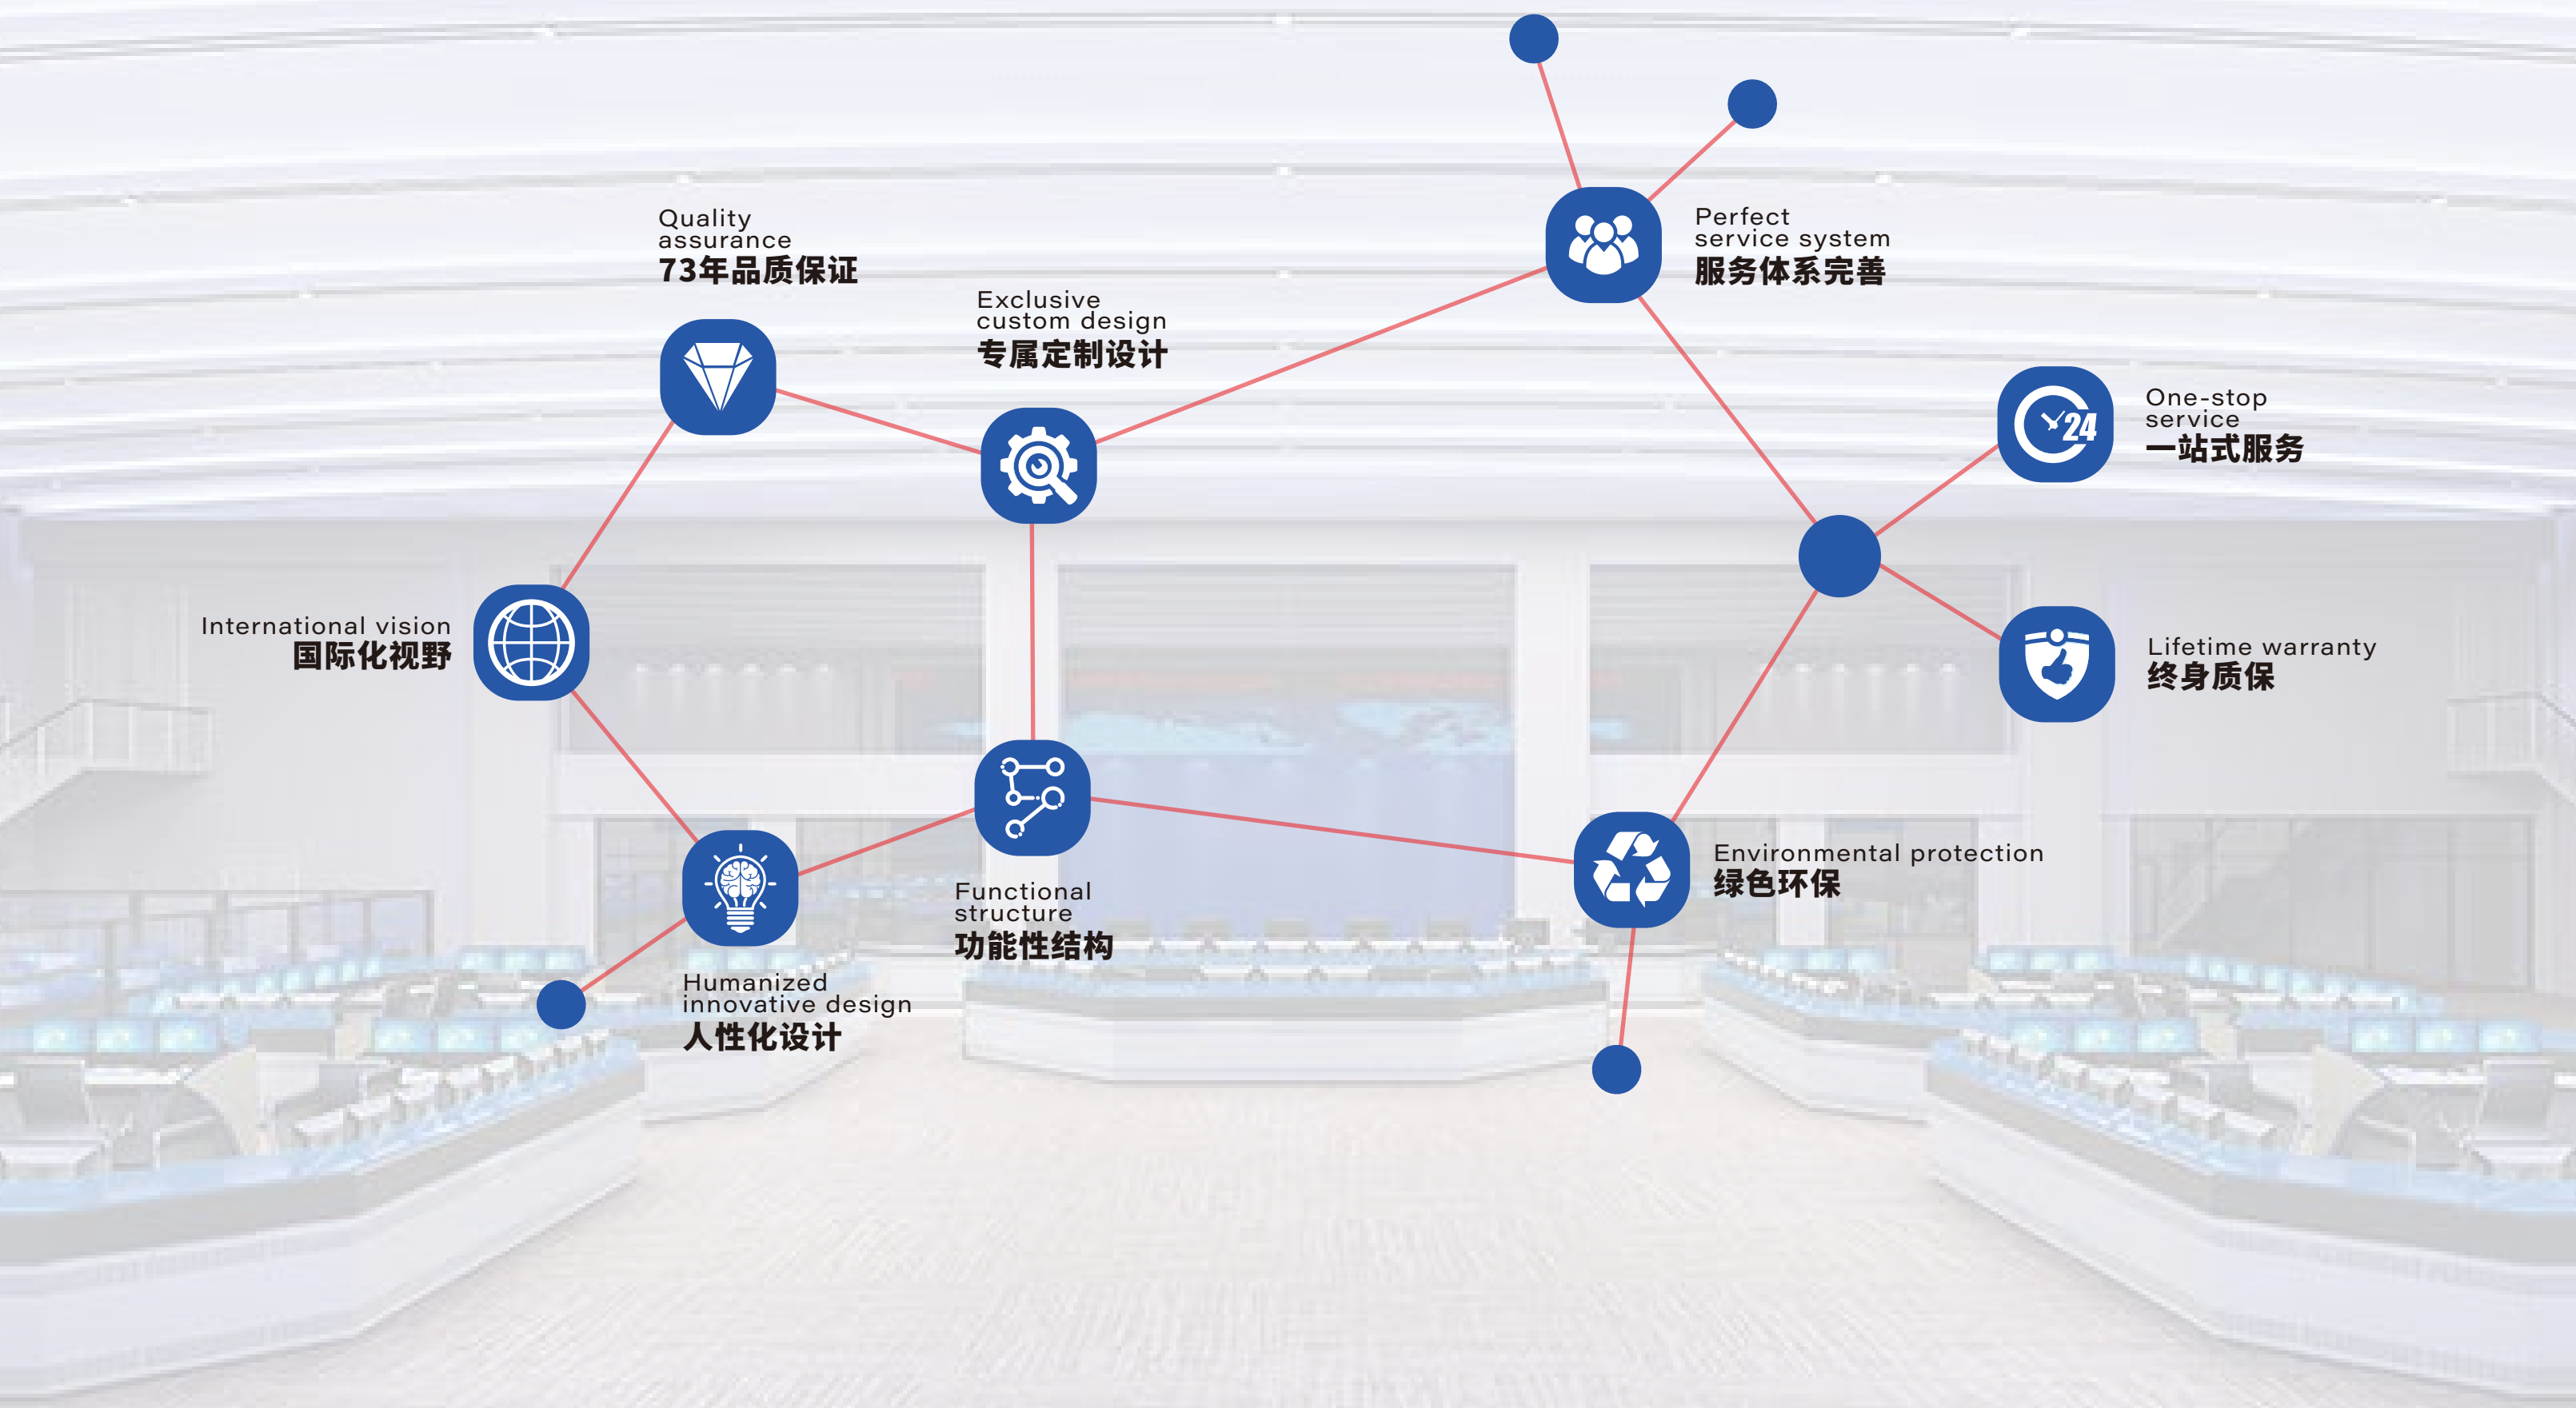 Quality
assurance
73年品质保证
Exclusive
custom design
专属定制设计
Perfect
service system
服务体系完善
24
One-stop
service
一站式服务
International vision
国际化视野
Lifetime warranty
终身质保
Functional
structure
功能性结构
Environmental protection
绿色环保
Humanized
innovative design
人性化设计